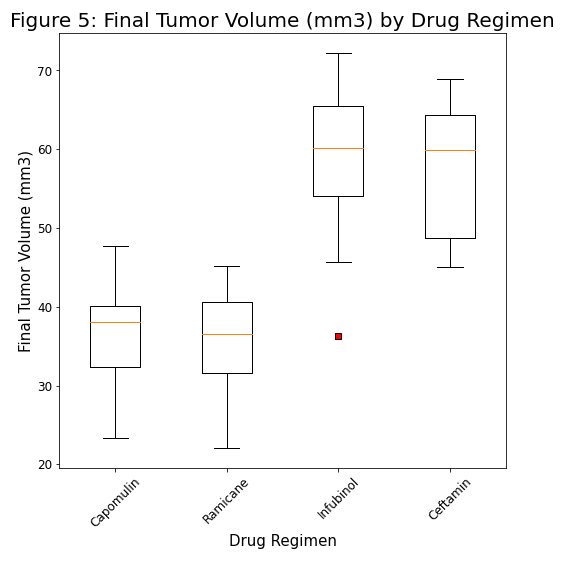 Figure 5: Final Tumor Volume (mm3) by Drug Regimen
Final Tumor Volume (mm3)
70
60
50
40
30
20
Capomulin
Ramicane
Infubinol
Ceftamin
Drug Regimen